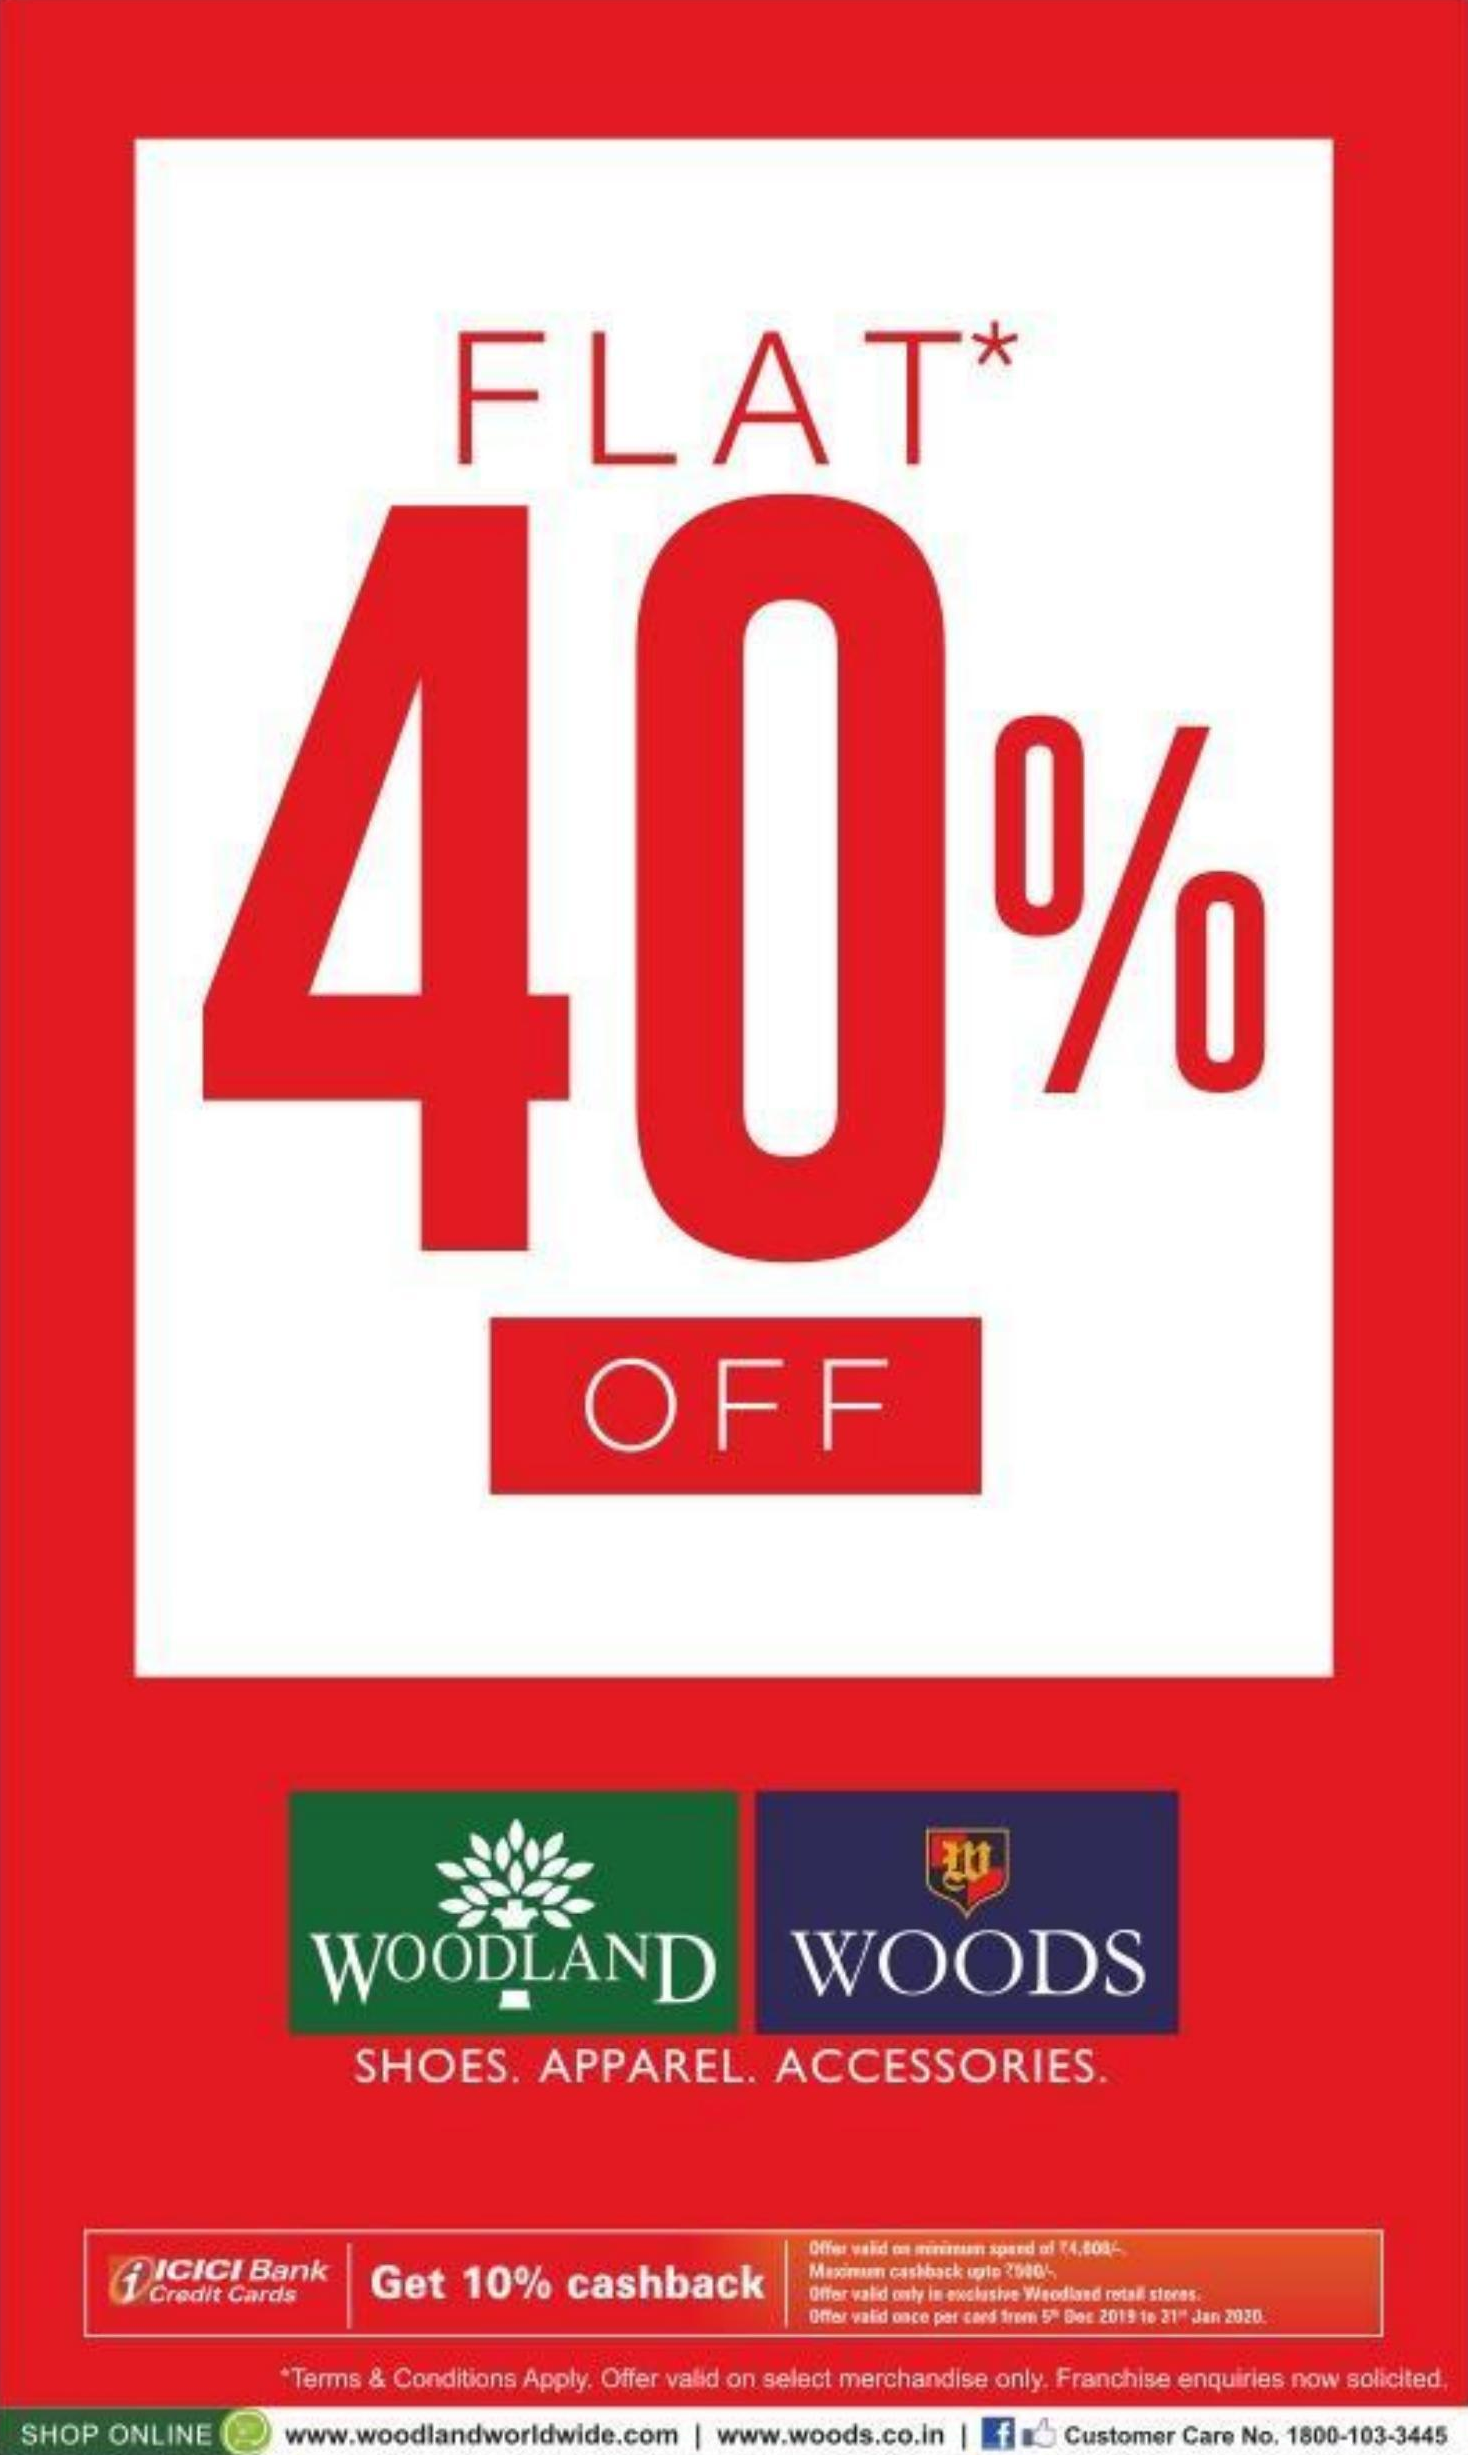 FLAT*
40%
OFF
WOODLAND
W
WOODS
SHOES. APPAREL. ACCESSORIES.
ICICI Bank
Credit Cards
Get 10% cashback
Offer valid on minimum spend of ₹4,000/-.
Maximum cashback upto ₹500/-.
Offer valid only in exclusive Woodland retail stores.
Offer valid once per card from 5th Dec 2019 to Jan 2020.
*Terms & Conditions Apply. Offer valid on select merchandise only. Franchise enquiries now solicited.
SHOP ONLINE www.woodlandworldwide.com | www.woods.co.in | f Customer Care No. 1800-103-3445